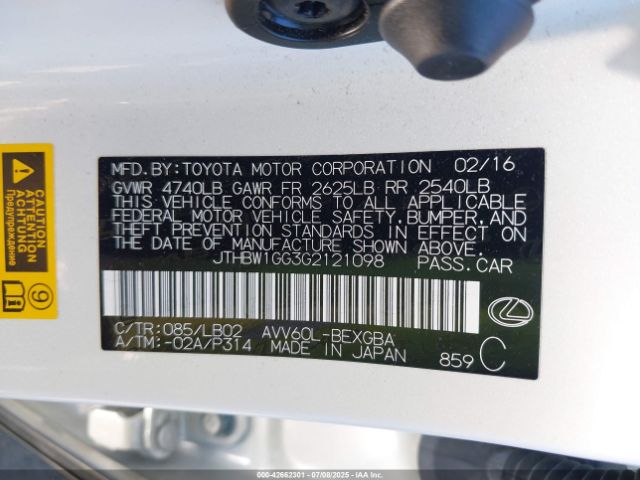 MFD.BY:TOYOTA MOTOR CORPORATION 02/16
GVWR 4740LB GAWR FR 2625LB RR 2540LB
THIS VEHICLE CONFORMS TO ALL APPLICABLE
FEDERAL MOTOR VEHICLE SAFETY,BUMPER,AND
THEFT PREVENTION STANDARDS IN EFFECT ON
THE DATE OF MANUFACTURE SHOWN ABOVE.
JTHBW1GG3G2121098 PASS.CAR
C/TR:085/LB02 AVV60L-BEXGBA
A/TM:-02A/P314 MADE IN JAPAN
859 C
CAUTION
ATTENTION
ACHTUNG
Предупреждение
9
000-42662301 - 07/08/2025 - IAA Inc.